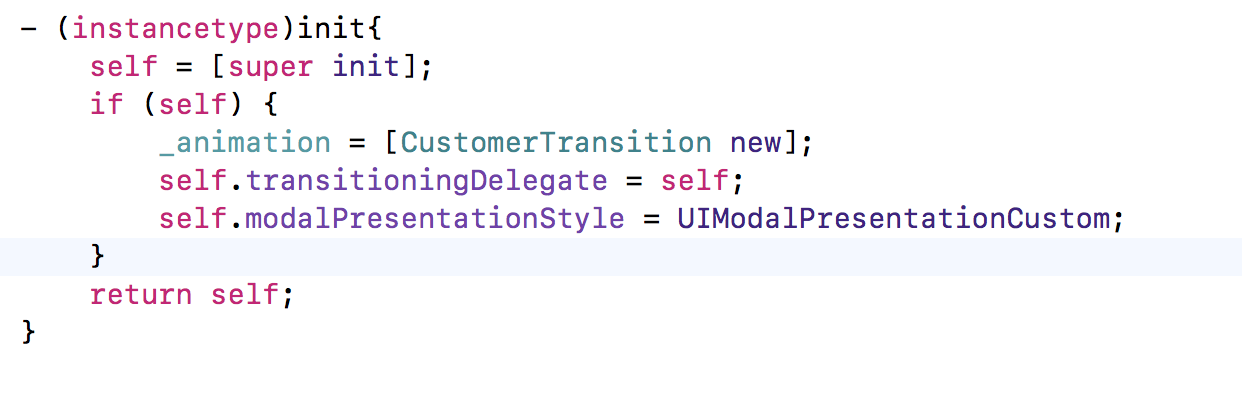 - (instancetype)init{
    self = [super init];
    if (self) {
        _animation = [CustomerTransition new];
        self.transitioningDelegate = self;
        self.modalPresentationStyle = UIModalPresentationCustom;
    }
    return self;
}